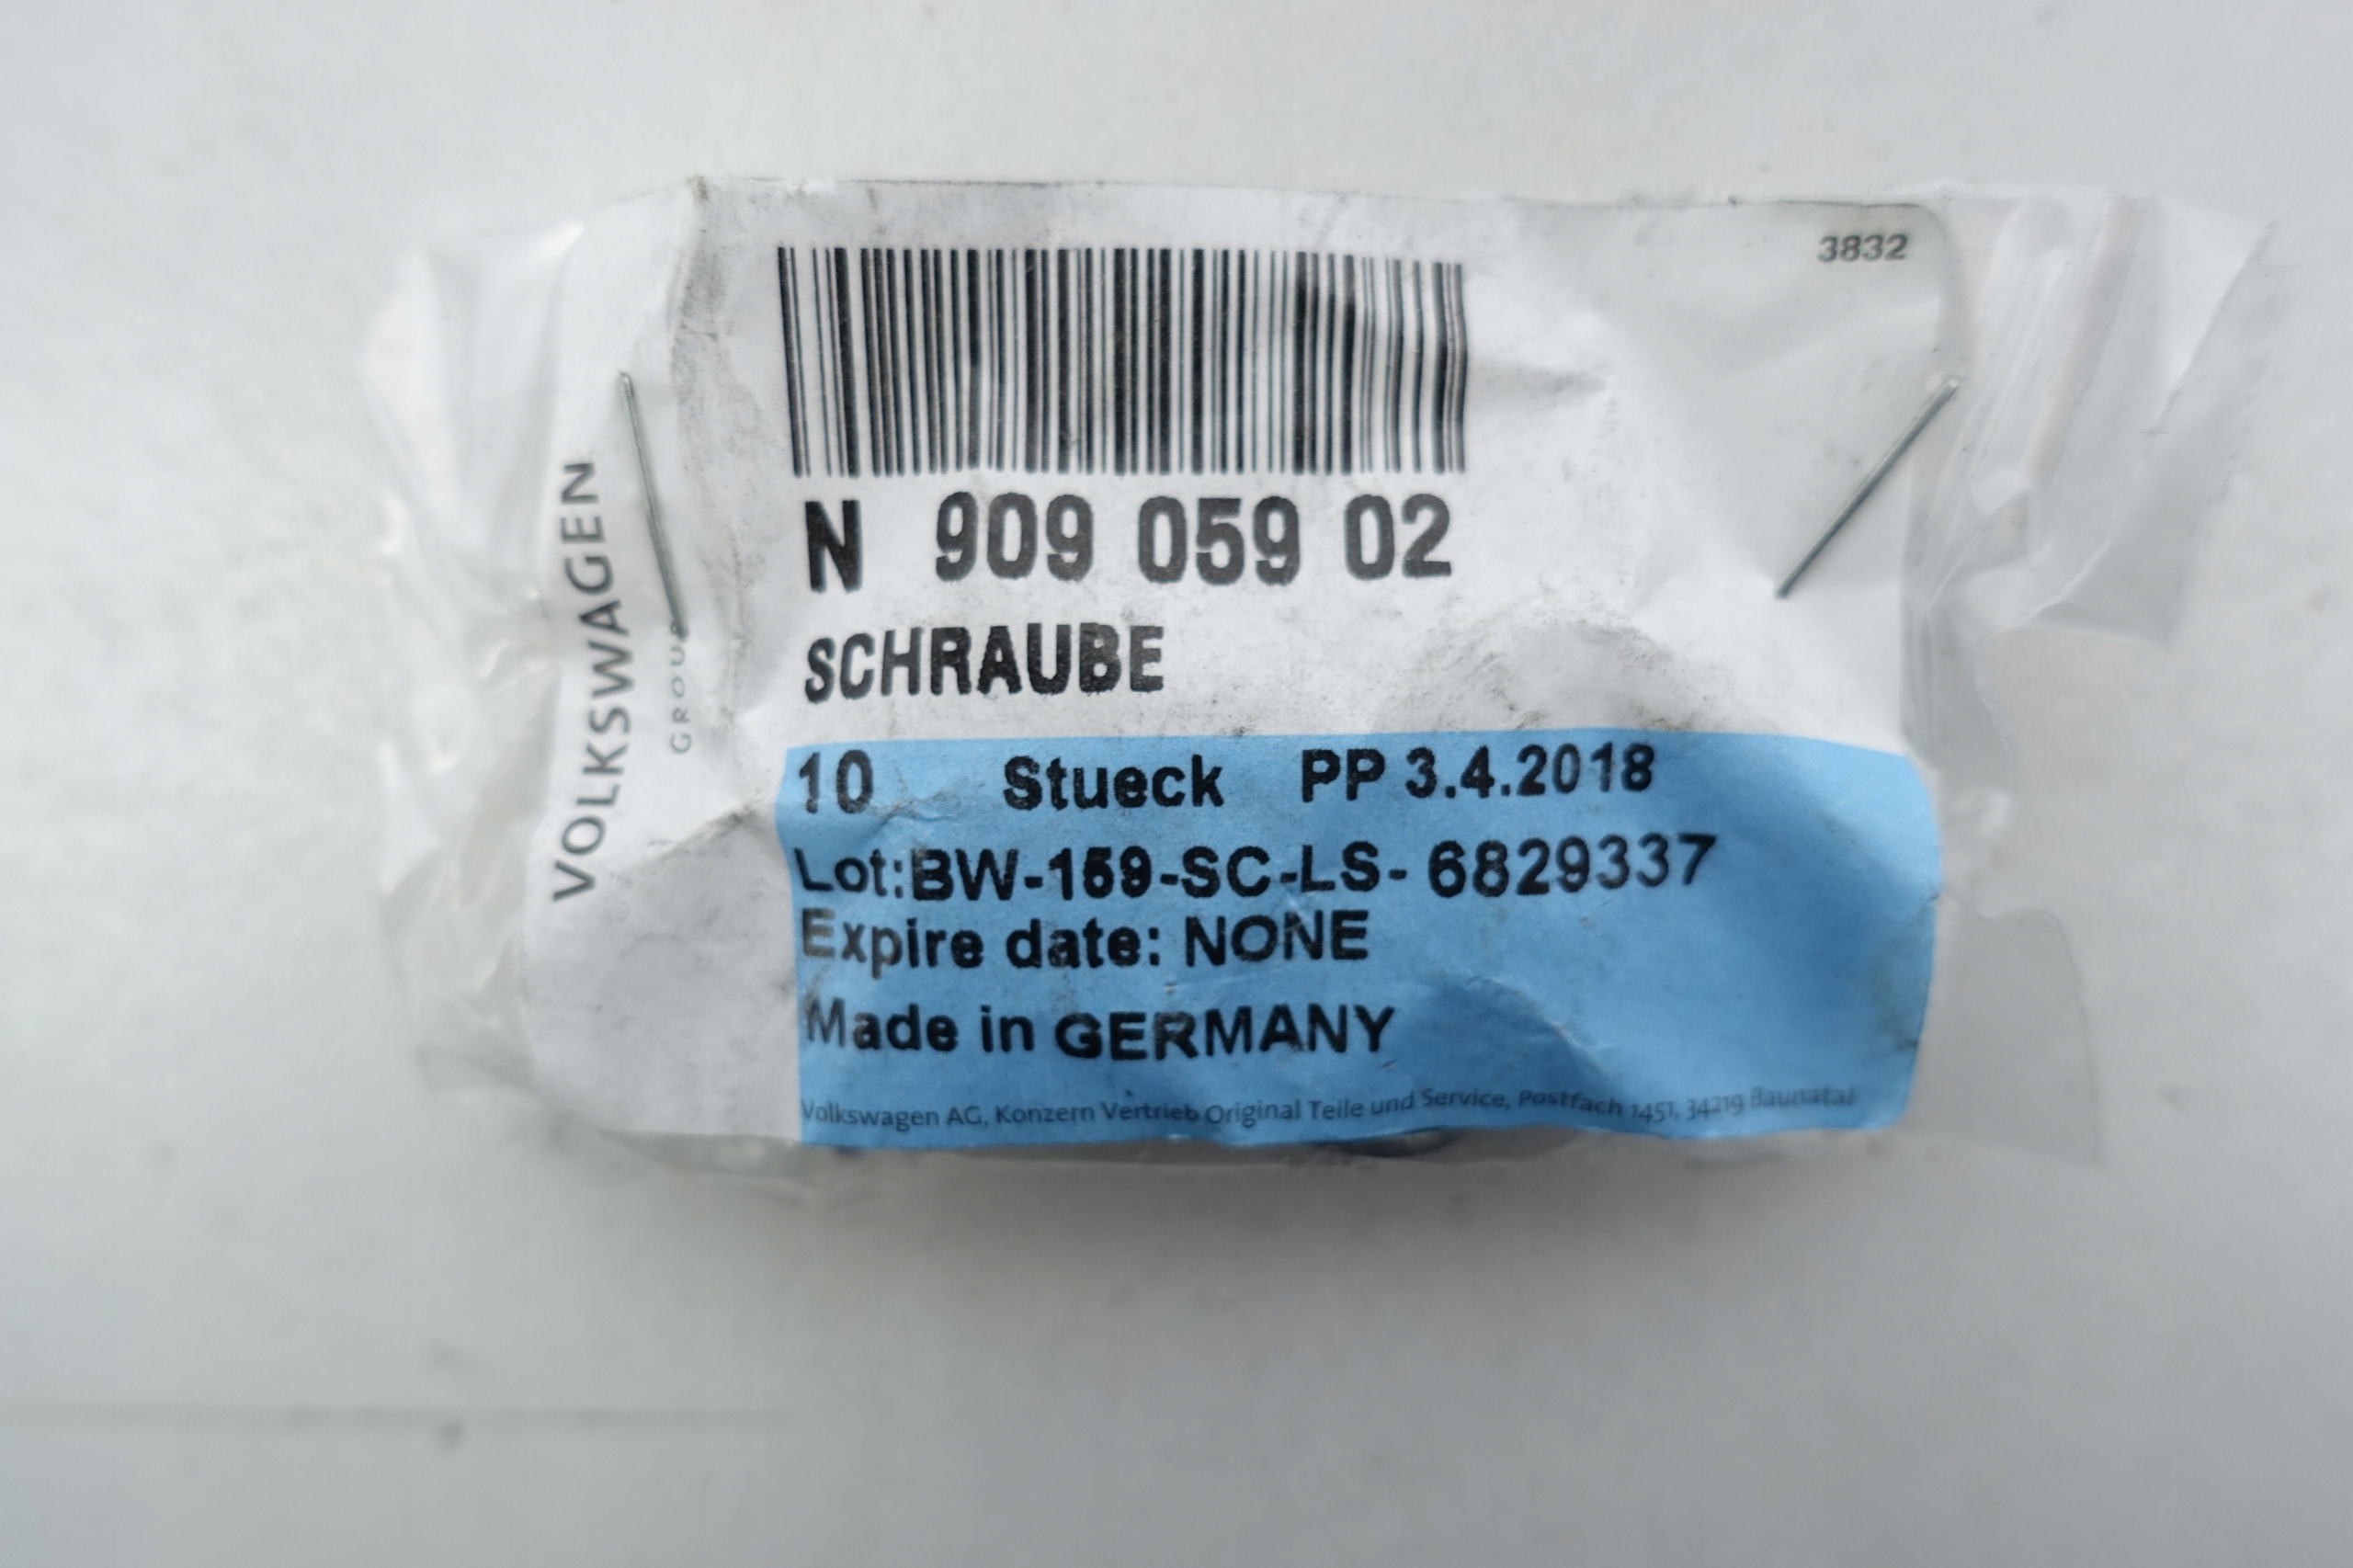 3832
VOLKSWAGEN
GROUP
N 909 059 02
SCHRAUBE
10 Stueck PP 3.4.2018
Lot:BW-159-SC-LS- 6829337
Expire date: NONE
Made in GERMANY
Volkswagen AG, Konzern Vertrieb Original Teile und Service, Postfach 1451, 34219 Baunatal